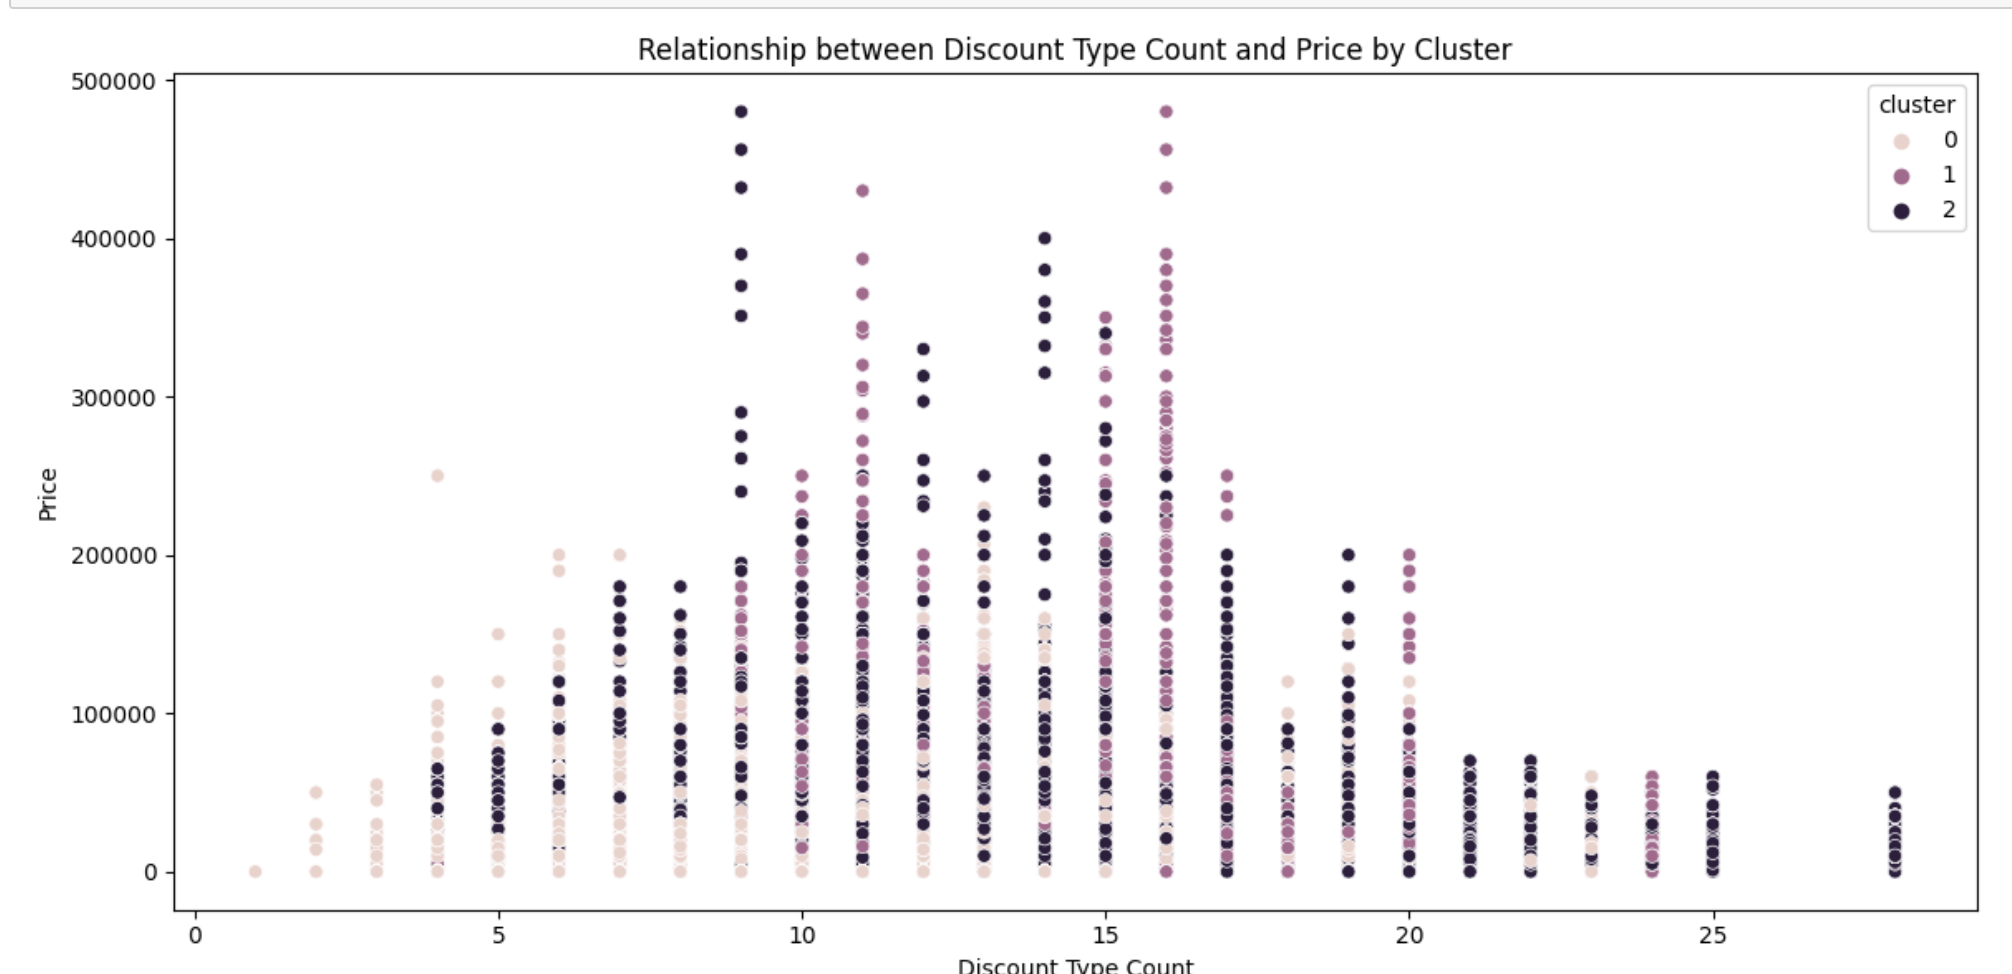 Relationship between Discount Type Count and Price by Cluster
500000
400000
300000
200000
100000
0
Price
cluster
0
1
2
0 5 10 15 20 25
Discount Type Count